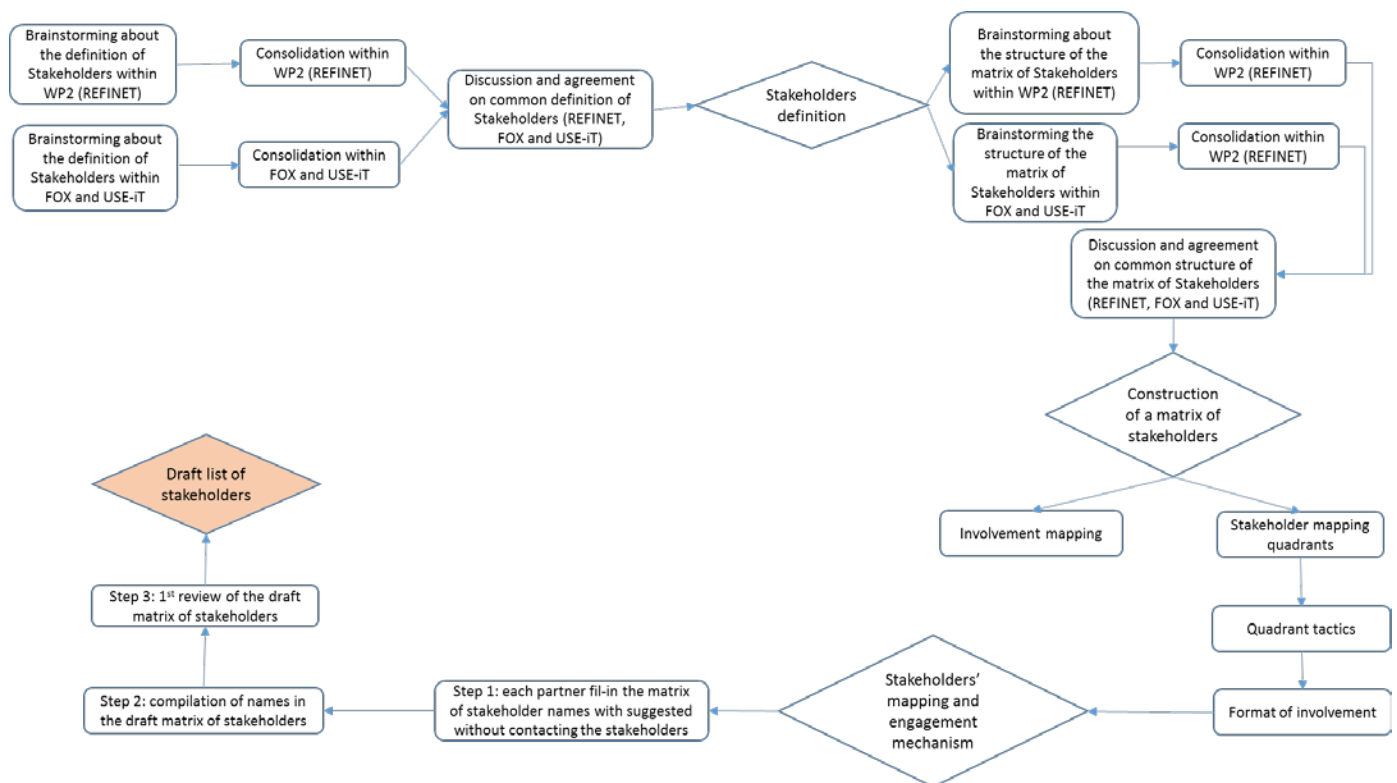 Brainstorming about
the definition of
Stakeholders within
WP2 (REFINET)
Consolidation within
WP2 (REFINET)
Brainstorming about
the definition of
Stakeholders within
FOX and USE-iT
Consolidation within
FOX and USE-iT
Discussion and agreement
on common definition of
Stakeholders (REFINET,
FOX and USE-iT)
Stakeholders
definition
Brainstorming about
the structure of the
matrix of Stakeholders
within WP2 (REFINET)
Consolidation within
WP2 (REFINET)
Brainstorming the
structure of the
matrix of
Stakeholders within
FOX and USE-iT
Consolidation within
WP2 (REFINET)
Discussion and agreement
on common structure of
the matrix of Stakeholders
(REFINET, FOX and USE-iT)
Construction
of a matrix of
stakeholders
Involvement mapping
Stakeholder mapping
quadrants
Quadrant tactics
Format of involvement
Stakeholders'
mapping and
engagement
mechanism
Step 1: each partner fil-in the matrix
of stakeholder names with suggested
without contacting the stakeholders
Step 2: compilation of names in
the draft matrix of stakeholders
Step 3: 1st review of the draft
matrix of stakeholders
Draft list of
stakeholders